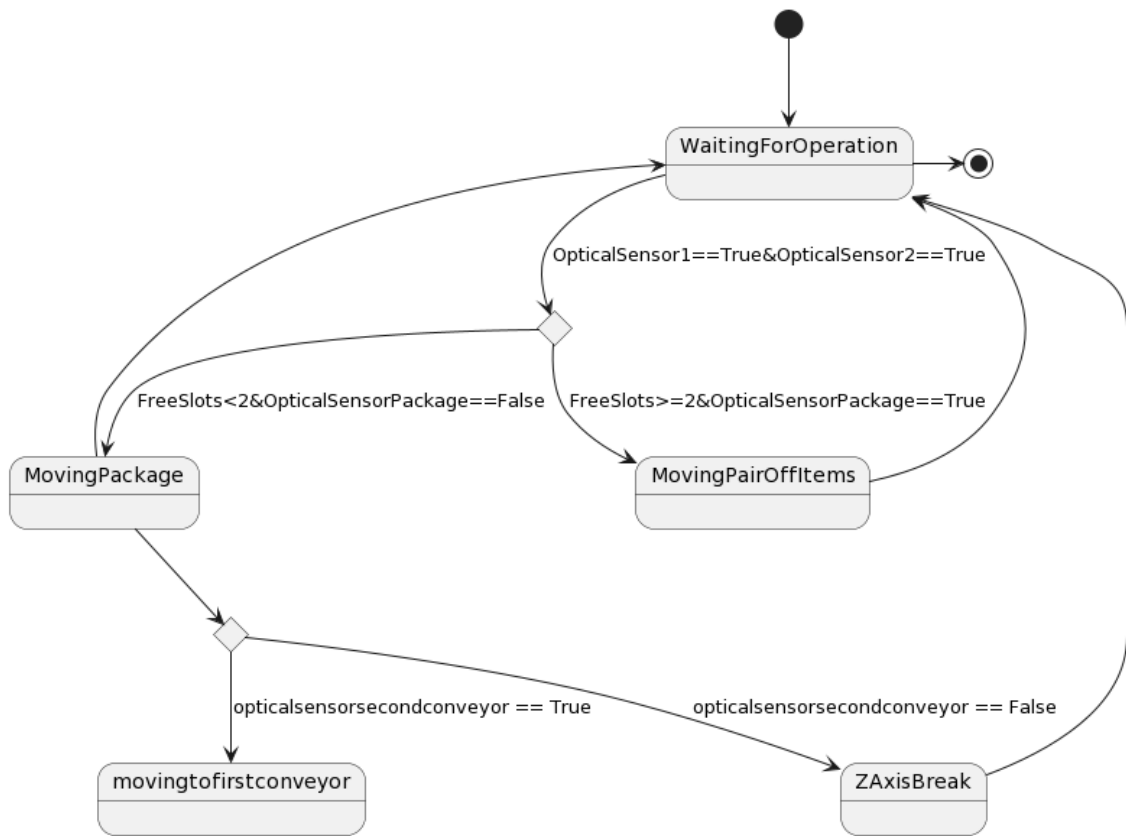 WaitingForOperation
OpticalSensor1==True&OpticalSensor2==True
FreeSlots<2&OpticalSensorPackage==False
FreeSlots>=2&OpticalSensorPackage==True
MovingPackage
MovingPairOffItems
opticalsensorsecondconveyor == True
opticalsensorsecondconveyor == False
movingtofirstconveyor
ZAxisBreak